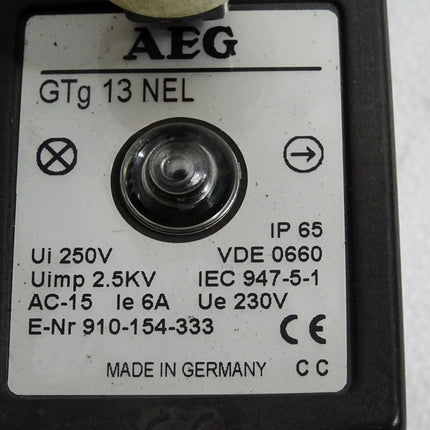 AEG
GTg 13 NEL
IP 65
Ui 250V VDE 0660
Uimp 2.5KV IEC 947-5-1
AC-15 Ie 6A Ue 230V
E-Nr 910-154-333 CE
MADE IN GERMANY C C